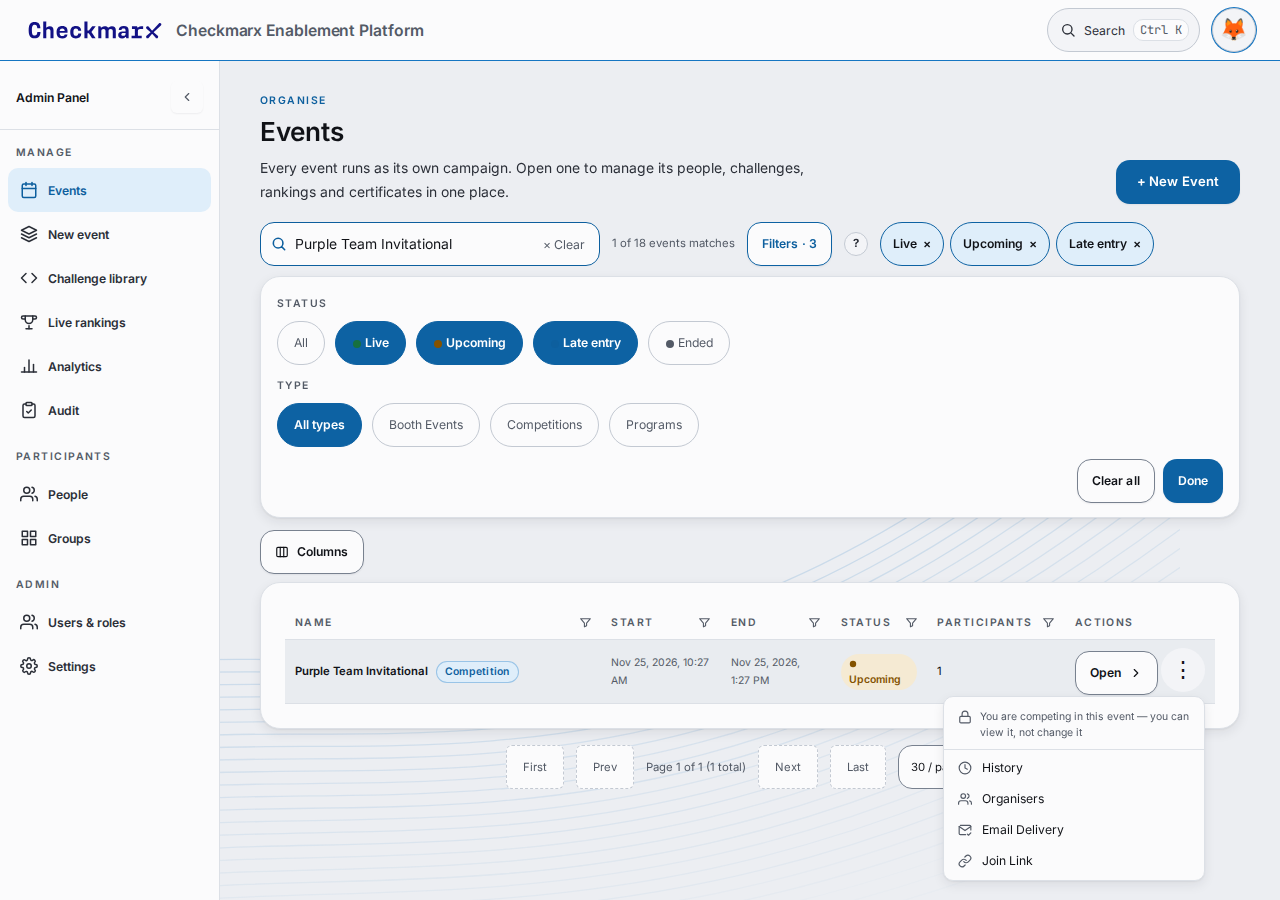 Checkmarx Checkmarx Enablement Platform
Search Ctrl K
Admin Panel
MANAGE
Events
New event
Challenge library
Live rankings
Analytics
Audit
PARTICIPANTS
People
Groups
ADMIN
Users & roles
Settings
ORGANISE
Events
Every event runs as its own campaign. Open one to manage its people, challenges,
rankings and certificates in one place.
+ New Event
Purple Team Invitational × Clear
1 of 18 events matches
Filters · 3
?
Live ×
Upcoming ×
Late entry ×
STATUS
All
Live
Upcoming
Late entry
Ended
TYPE
All types
Booth Events
Competitions
Programs
Clear all
Done
Columns
NAME START END STATUS PARTICIPANTS ACTIONS
Purple Team Invitational Competition
Nov 25, 2026, 10:27
AM
Nov 25, 2026,
1:27 PM
Upcoming
1
Open
You are competing in this event — you can
view it, not change it
History
Organisers
Email Delivery
Join Link
First
Prev
Page 1 of 1 (1 total)
Next
Last
30 /